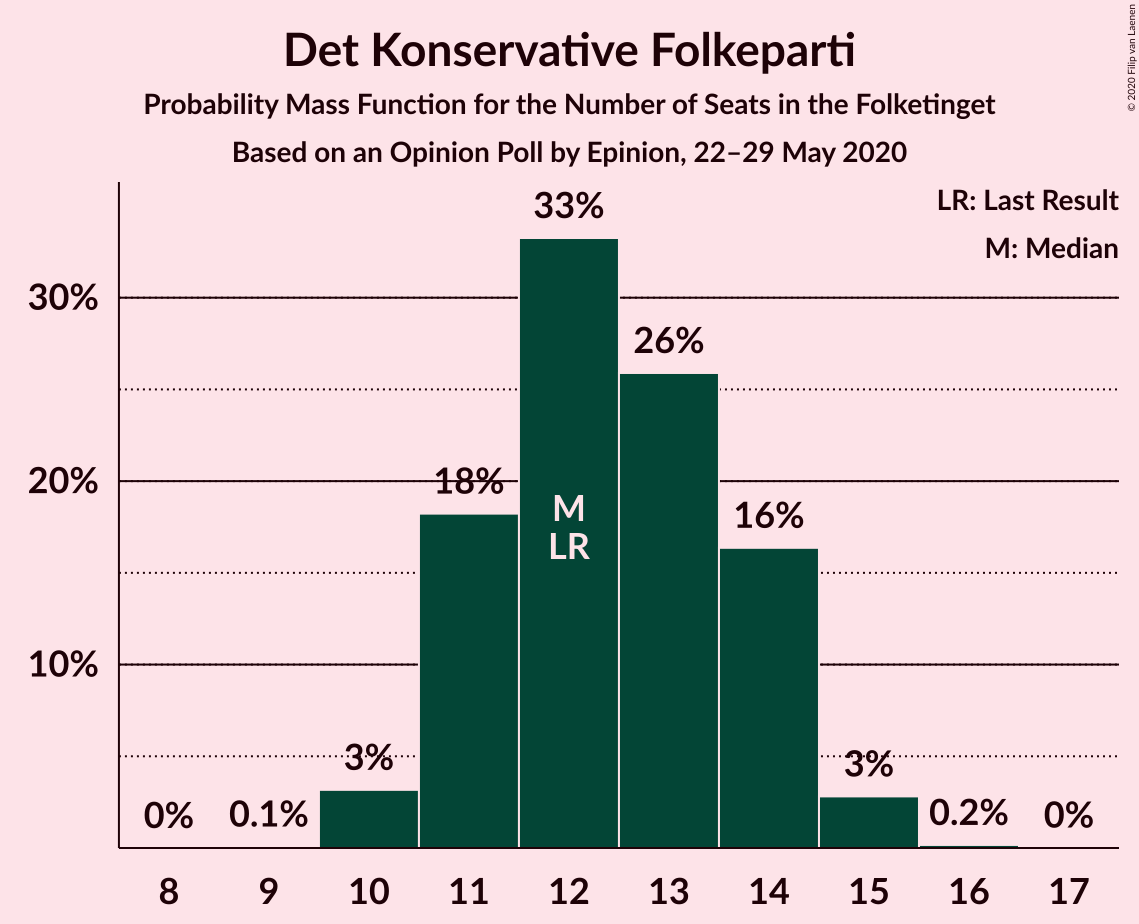 Det Konservative Folkeparti
Probability Mass Function for the Number of Seats in the Folketinget
Based on an Opinion Poll by Epinion, 22–29 May 2020
© 2020 Filip van Laenen
LR: Last Result
M: Median
33%
30%
26%
20%
18%
16%
M
LR
10%
3%
3%
0%
0.1%
0.2%
0%
8
9
10
11
12
13
14
15
16
17